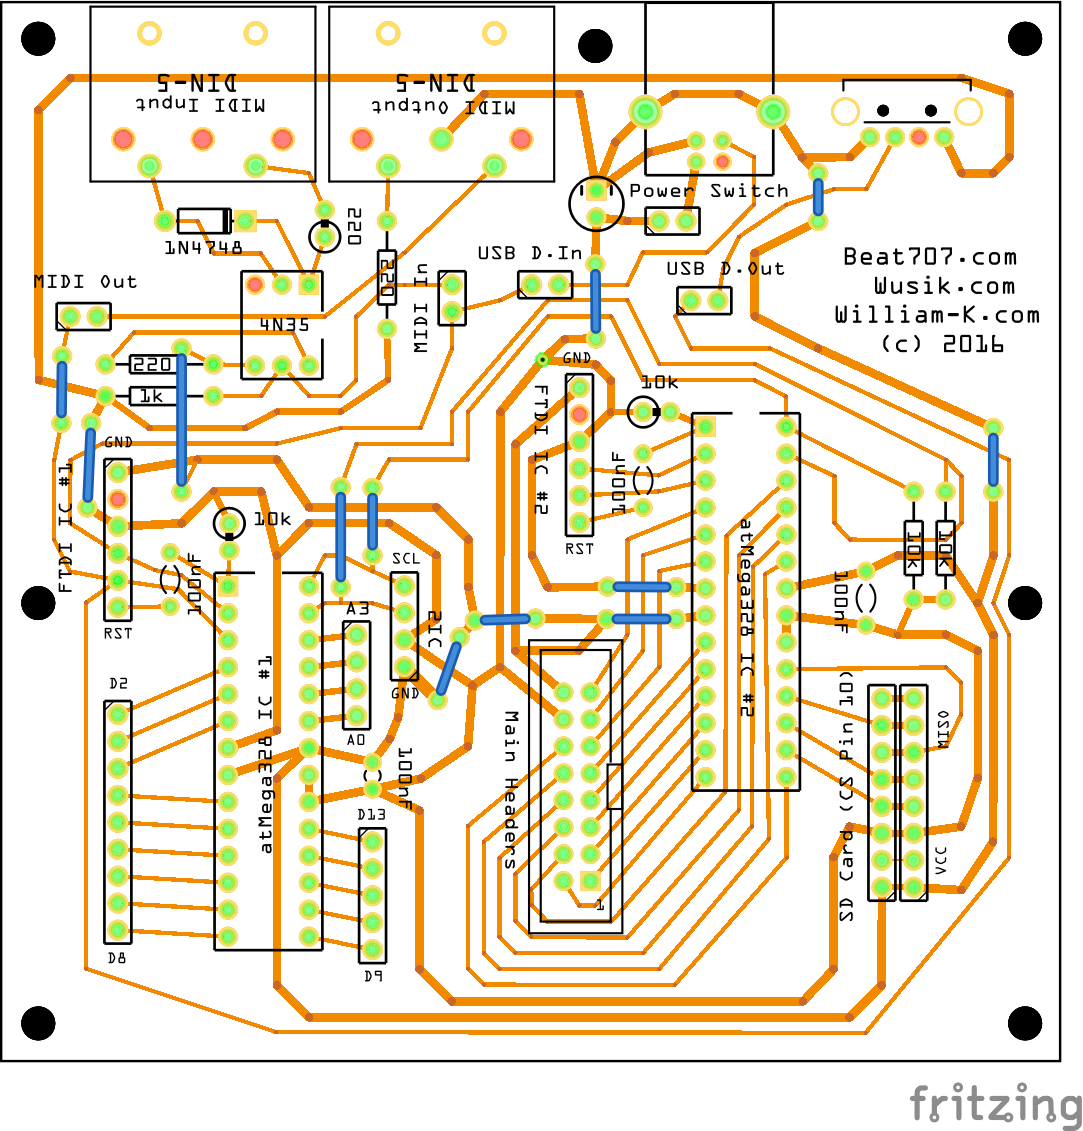 DIN-5
MIDI Input
DIN-5
MIDI Output
Power Switch
1N4748
220
220
MIDI In
USB D.In
USB D.Out
Beat707.com
Wusik.com
William-K.com
(c) 2016
MIDI Out
4N35
220
1k
GND
10k
GND
FTDI IC #1
FTDI IC #2
100nF
10k
100nF
RST
RST
SCL
I2C
GND
A3
A0
atMega328 IC #1
atMega328 IC #2
10k
10k
100nF
D2
D8
100nF
D13
D9
Main Headers
1
SD Card (CS Pin 10)
MISO
VCC
fritzing